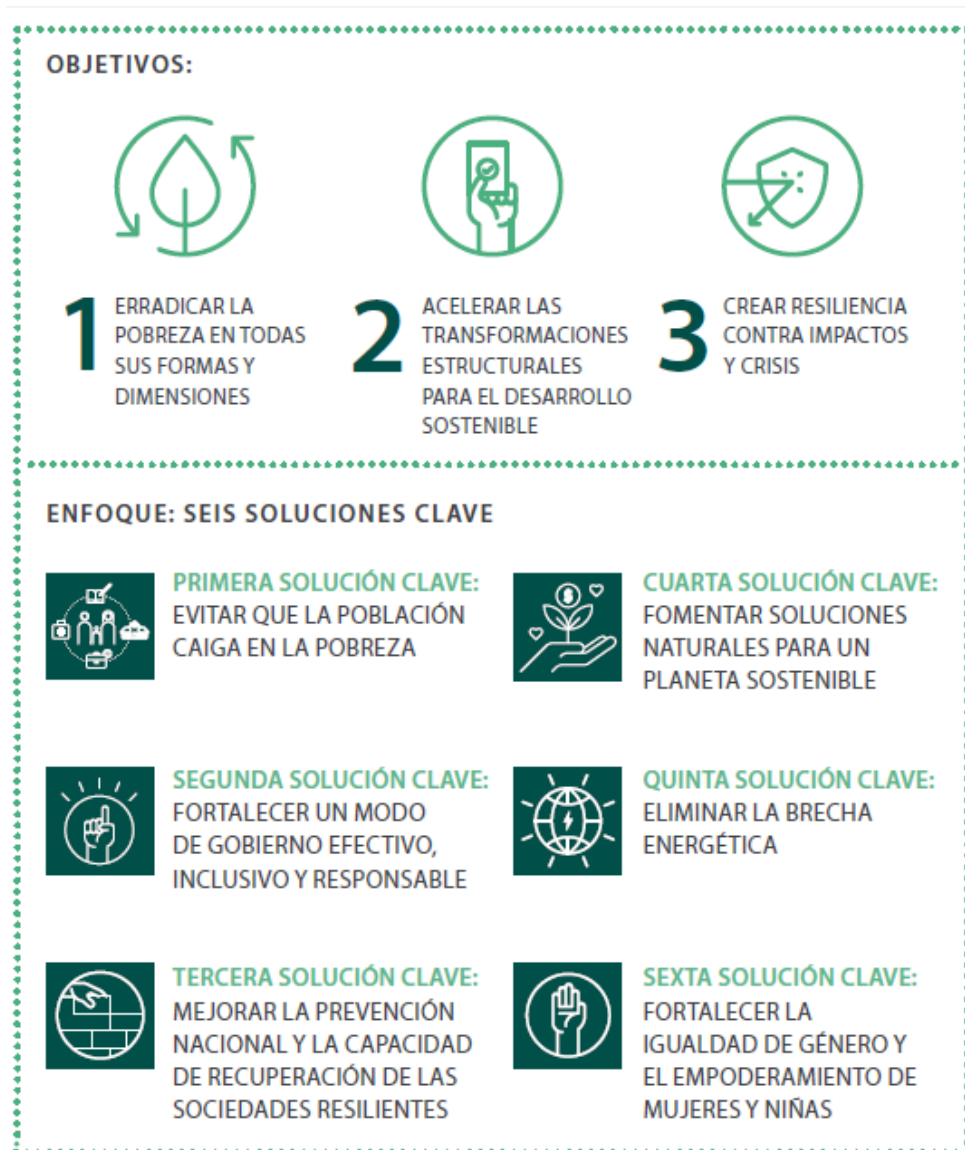 OBJETIVOS:
1
ERRADICAR LA
POBREZA EN TODAS
SUS FORMAS Y
DIMENSIONES
2
ACELERAR LAS
TRANSFORMACIONES
ESTRUCTURALES
PARA EL DESARROLLO
SOSTENIBLE
3
CREAR RESILIENCIA
CONTRA IMPACTOS
Y CRISIS
ENFOQUE: SEIS SOLUCIONES CLAVE
PRIMERA SOLUCIÓN CLAVE:
EVITAR QUE LA POBLACIÓN
CAIGA EN LA POBREZA
CUARTA SOLUCIÓN CLAVE:
FOMENTAR SOLUCIONES
NATURALES PARA UN
PLANETA SOSTENIBLE
SEGUNDA SOLUCIÓN CLAVE:
FORTALECER UN MODO
DE GOBIERNO EFECTIVO,
INCLUSIVO Y RESPONSABLE
QUINTA SOLUCIÓN CLAVE:
ELIMINAR LA BRECHA
ENERGÉTICA
TERCERA SOLUCIÓN CLAVE:
MEJORAR LA PREVENCIÓN
NACIONAL Y LA CAPACIDAD
DE RECUPERACIÓN DE LAS
SOCIEDADES RESILIENTES
SEXTA SOLUCIÓN CLAVE:
FORTALECER LA
IGUALDAD DE GÉNERO Y
EL EMPODERAMIENTO DE
MUJERES Y NIÑAS